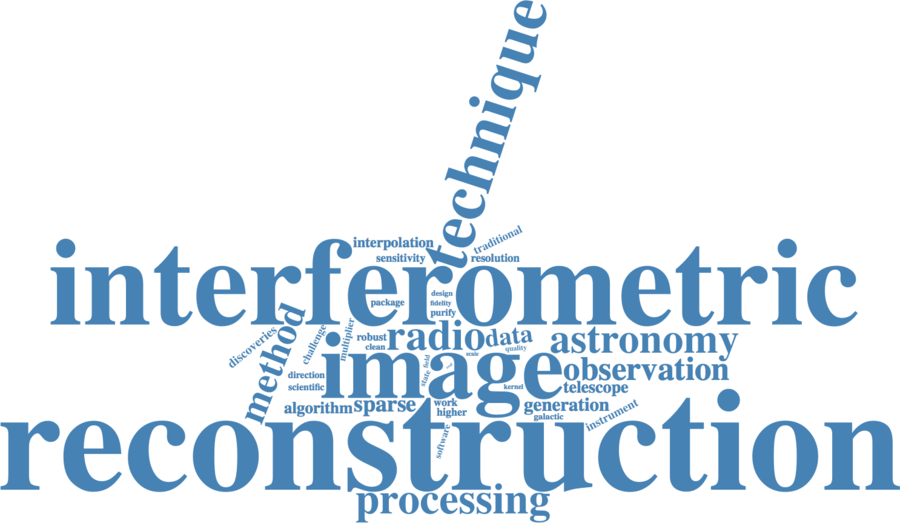 technique
interpolation
traditional
sensitivity
resolution
interferometric
design
package
fidelity
purify
method
discoveries
challenge
multiplier
robust
clean
radio
data
quality
astronomy
scale
image
state
field
direction
scientific
kernel
observation
telescope
algorithm
sparse
work
higher
generation
galactic
instrument
reconstruction
software
processing